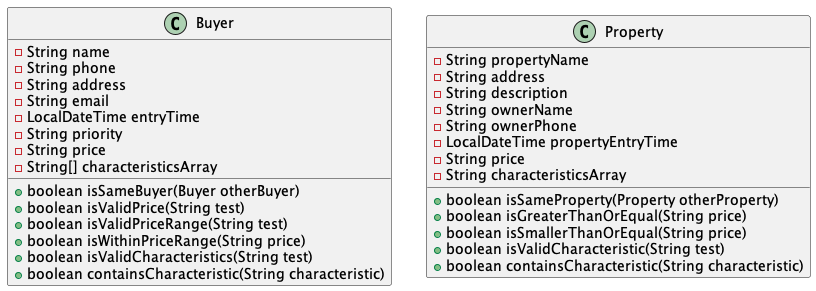 C Buyer
String name
String phone
String address
String email
LocalDateTime entryTime
String priority
String price
String[] characteristicsArray
boolean isSameBuyer(Buyer otherBuyer)
boolean isValidPrice(String test)
boolean isValidPriceRange(String test)
boolean isWithinPriceRange(String price)
boolean isValidCharacteristics(String test)
boolean containsCharacteristic(String characteristic)
C Property
String propertyName
String address
String description
String ownerName
String ownerPhone
LocalDateTime propertyEntryTime
String price
String characteristicsArray
boolean isSameProperty(Property otherProperty)
boolean isGreaterThanOrEqual(String price)
boolean isSmallerThanOrEqual(String price)
boolean isValidCharacteristic(String test)
boolean containsCharacteristic(String characteristic)